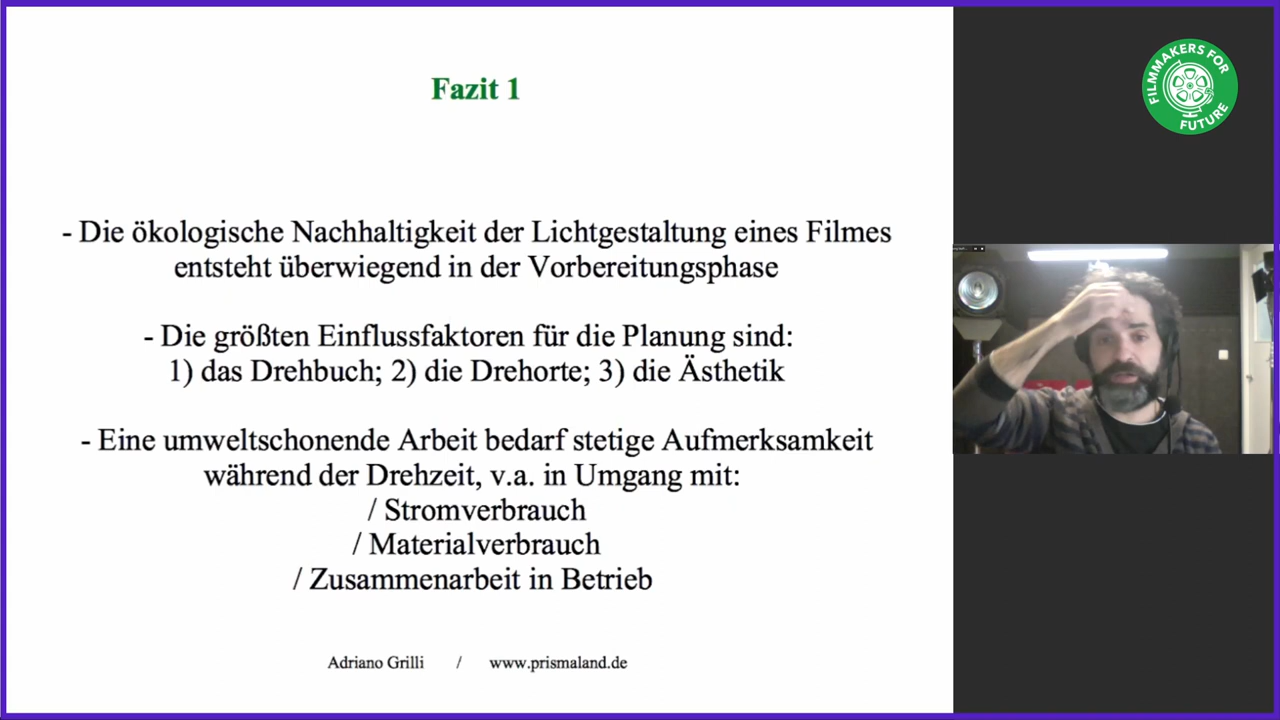 Fazit 1
- Die ökologische Nachhaltigkeit der Lichtgestaltung eines Filmes
entsteht überwiegend in der Vorbereitungsphase
- Die größten Einflussfaktoren für die Planung sind:
1) das Drehbuch; 2) die Drehorte; 3) die Ästhetik
- Eine umweltschonende Arbeit bedarf stetige Aufmerksamkeit
während der Drehzeit, v.a. in Umgang mit:
/ Stromverbrauch
/ Materialverbrauch
/ Zusammenarbeit in Betrieb
Adriano Grilli / www.prismaland.de
FILMMAKERS FOR
FUTURE